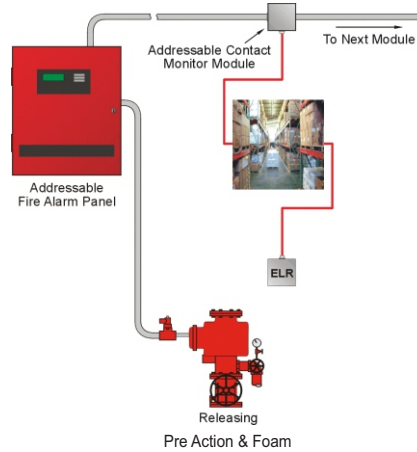 Addressable Contact
Monitor Module
To Next Module
Addressable
Fire Alarm Panel
ELR
Releasing
Pre Action & Foam